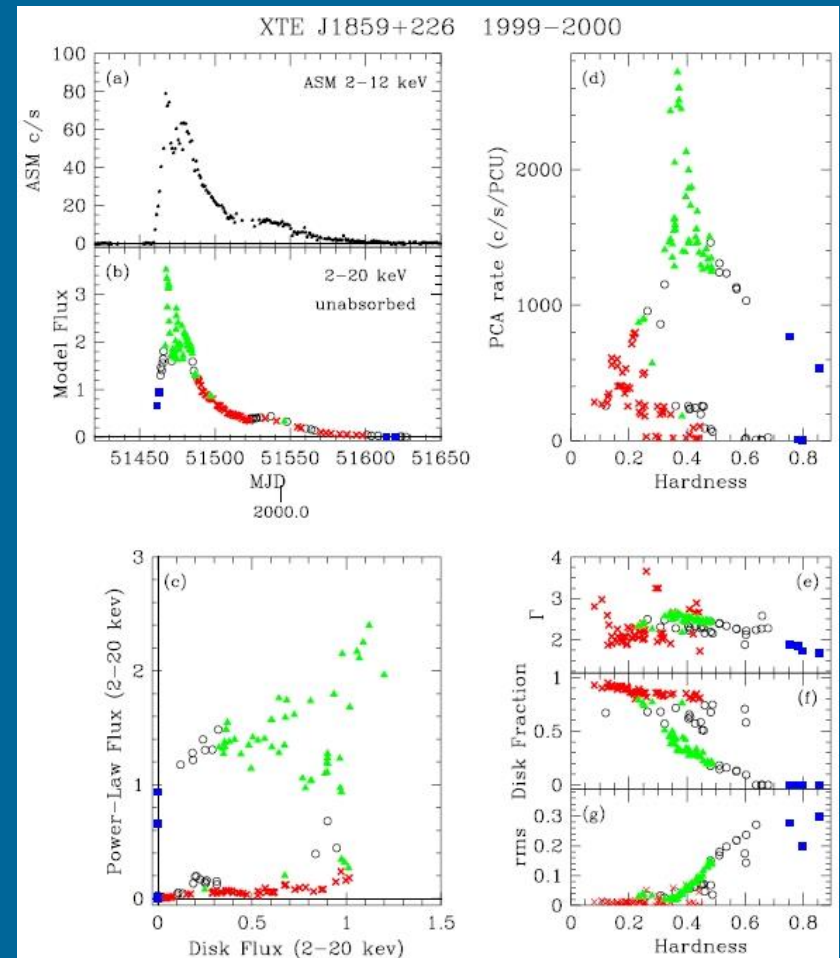 XTE J1859+226 1999-2000
(a)
ASM 2-12 keV
ASM c/s
100
80
60
40
20
0
(b)
2-20 keV
unabsorbed
Model Flux
3
2
1
0
51450 51500 51550 51600 51650
MJD
2000.0
(d)
PCA rate (c/s/PCU)
2000
1000
0
0 0.2 0.4 0.6 0.8
Hardness
(c)
Power-Law Flux (2-20 kev)
3
2
1
0
0 0.5 1 1.5
Disk Flux (2-20 kev)
(e)
Γ
4
3
2
(f)
Disk Fraction
1
0.5
0
(g)
rms
0.3
0.2
0.1
0
0 0.2 0.4 0.6 0.8
Hardness